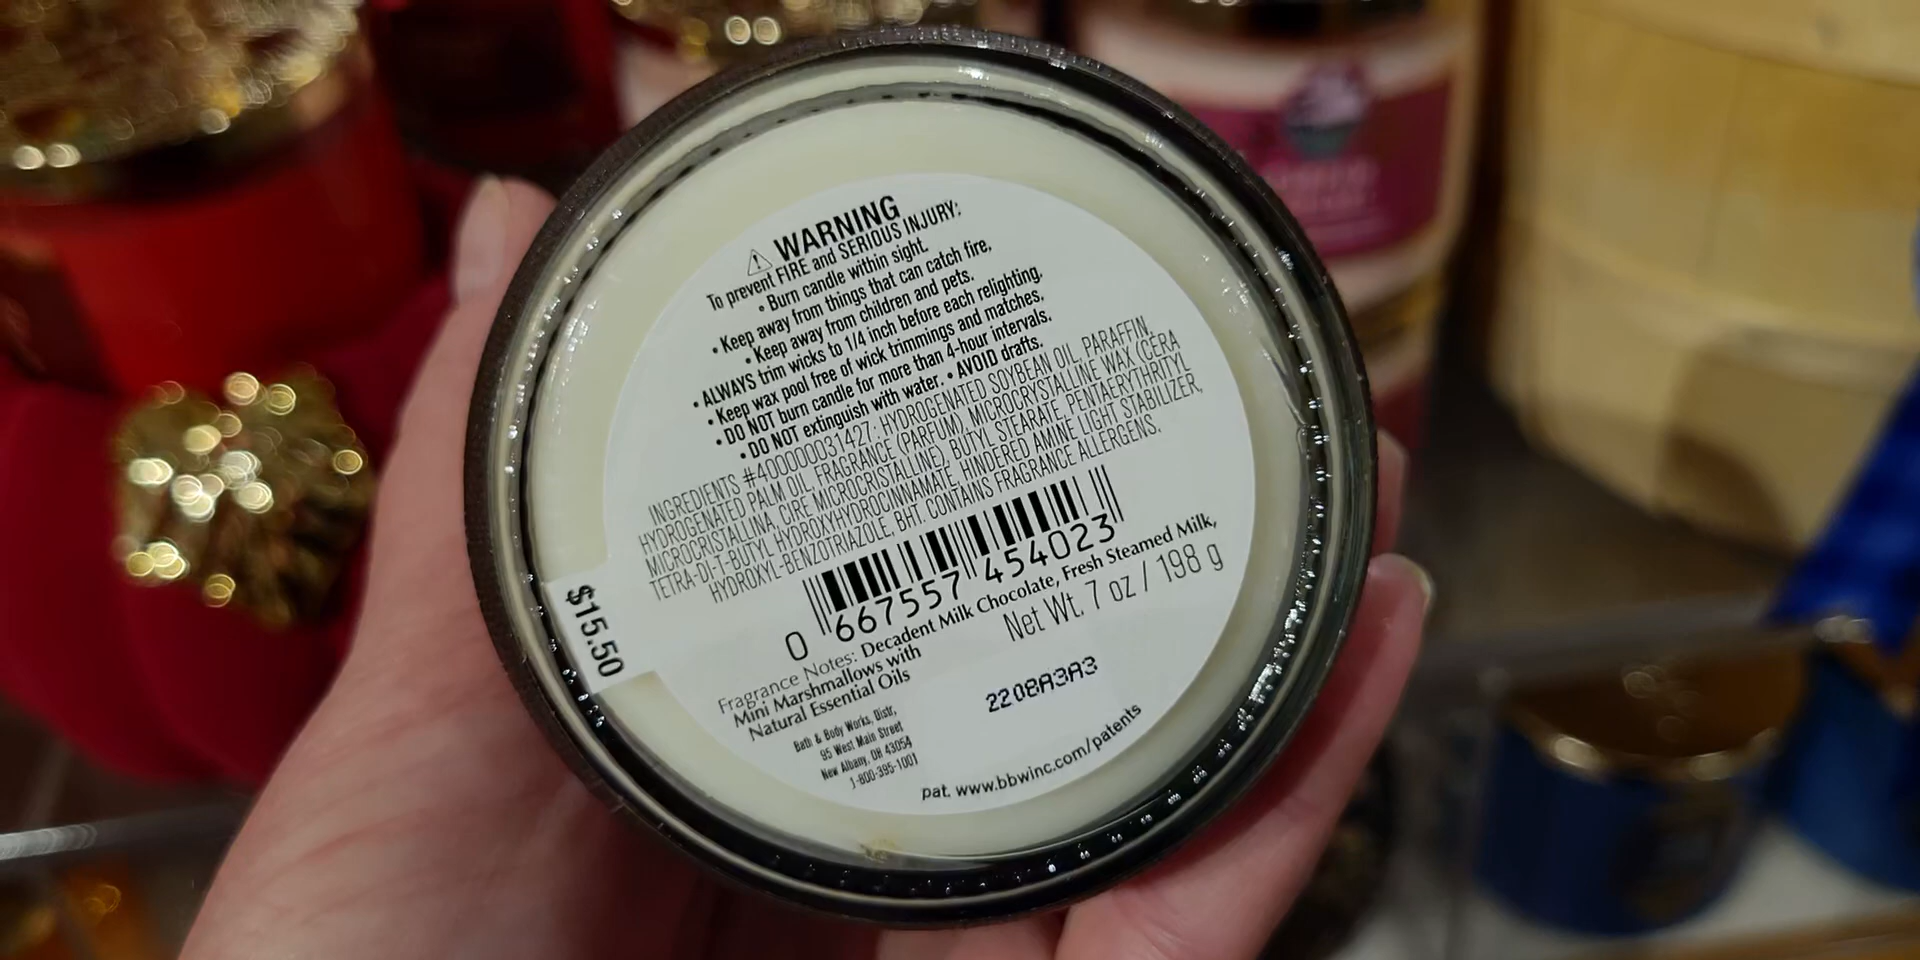 ⚠ WARNING
To prevent FIRE and SERIOUS INJURY:
• Burn candle within sight.
• Keep away from things that can catch fire.
• Keep away from children and pets.
• ALWAYS trim wicks to 1/4 inch before each relighting.
• Keep wax pool free of wick trimmings and matches.
• DO NOT burn candle for more than 4-hour intervals.
• DO NOT extinguish with water. • AVOID drafts.
INGREDIENTS #40000031427: HYDROGENATED SOYBEAN OIL, PARAFFIN,
HYDROGENATED PALM OIL, FRAGRANCE (PARFUM), MICROCRYSTALLINE WAX (CERA
MICROCRISTALLINA, CIRE MICROCRISTALLINE), BUTYL STEARATE, PENTAERYTHRITYL
TETRA-DI-T-BUTYL HYDROXYHYDROCINNAMATE, HINDERED AMINE LIGHT STABILIZER,
HYDROXYL-BENZOTRIAZOLE, BHT. CONTAINS FRAGRANCE ALLERGENS.
0 667557 454023
$15.50
Fragrance Notes: Decadent Milk Chocolate, Fresh Steamed Milk,
Mini Marshmallows with
Natural Essential Oils
Net Wt. 7 oz / 198 g
Bath & Body Works, Distr.
95 West Main Street
New Albany, OH 43054
1-800-395-1001
2208A3A3
pat. www.bbwinc.com/patents